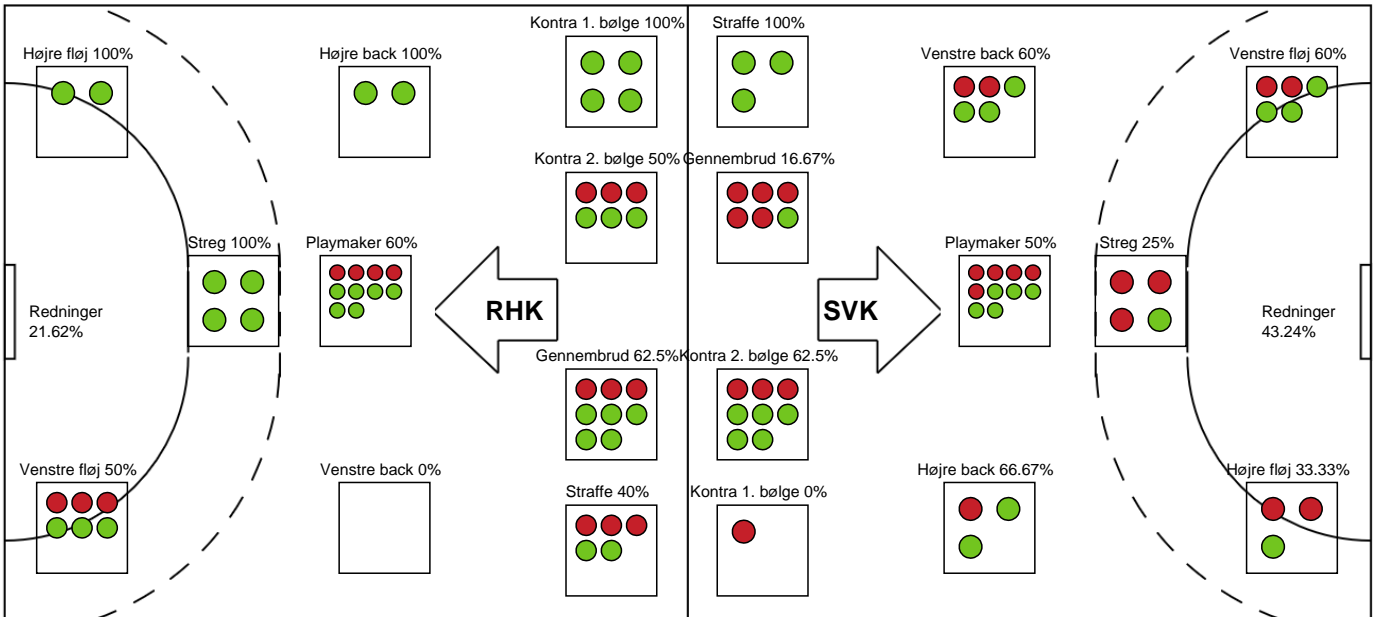 Kontra 1. bølge 100%
Straffe 100%
Højre fløj 100%
Højre back 100%
Venstre back 60%
Venstre fløj 60%
Kontra 2. bølge 50%
Gennembrud 16.67%
Streg 100%
Playmaker 60%
Playmaker 50%
Streg 25%
Redninger
21.62%
RHK
SVK
Redninger
43.24%
Gennembrud 62.5%
Kontra 2. bølge 62.5%
Venstre fløj 50%
Venstre back 0%
Højre back 66.67%
Højre fløj 33.33%
Straffe 40%
Kontra 1. bølge 0%